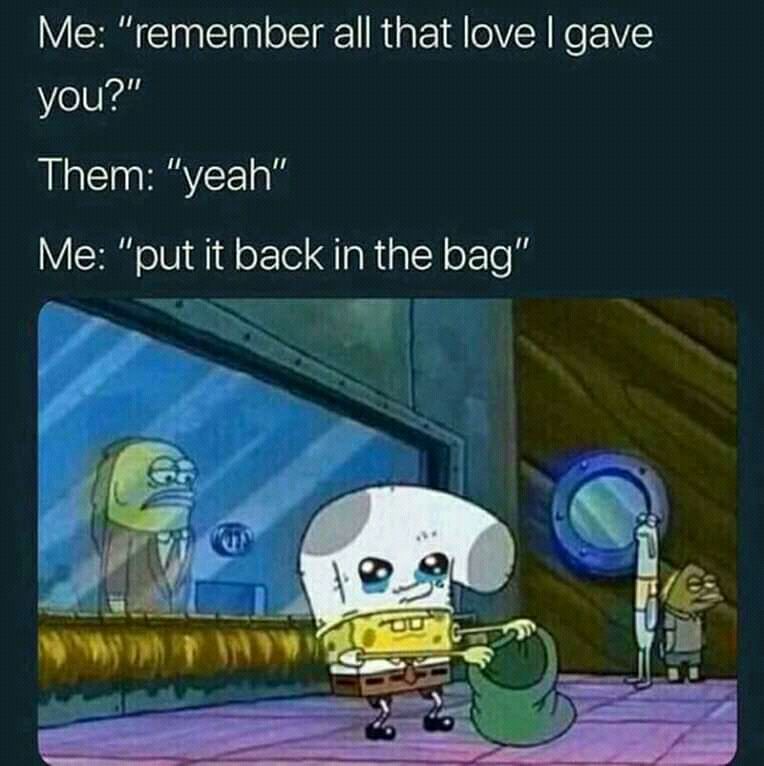 Me: "remember all that love I gave
you?"
Them: "yeah"
Me: "put it back in the bag"